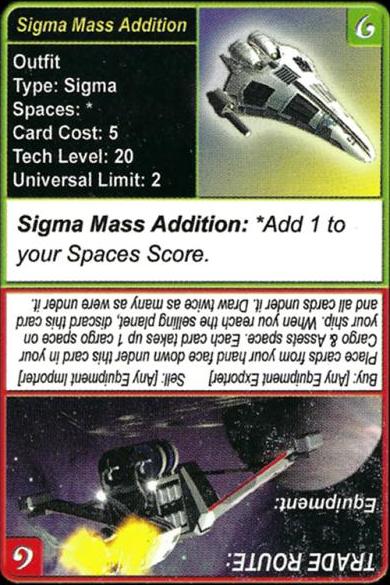 Sigma Mass Addition
6
Outfit
Type: Sigma
Spaces: *
Card Cost: 5
Tech Level: 20
Universal Limit: 2
Sigma Mass Addition: *Add 1 to
your Spaces Score.
6
TRADE ROUTE:
Equipment:
Buy: [Any Equipment Exporter] Sell: [Any Equipment Importer]
Place cards from your hand face down under this card in your
Cargo & Assets space. Each card takes up 1 cargo space on
your ship. When you reach the selling planet, discard this card
and all cards under it. Draw twice as many as were under it.